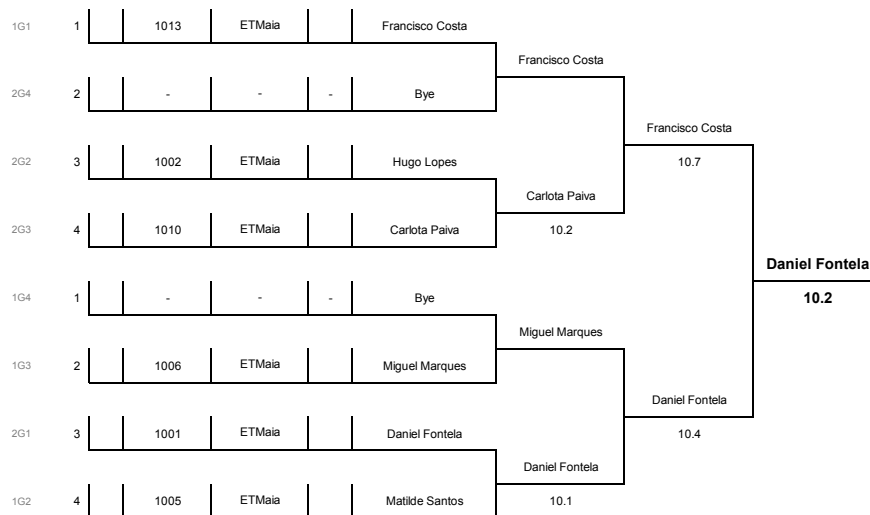 1G1 1 1013 ETMaia Francisco Costa
Francisco Costa
2G4 2 - - - Bye
Francisco Costa
2G2 3 1002 ETMaia Hugo Lopes
10.7
Carlota Paiva
2G3 4 1010 ETMaia Carlota Paiva
10.2
Daniel Fontela
1G4 1 - - - Bye
10.2
Miguel Marques
1G3 2 1006 ETMaia Miguel Marques
Daniel Fontela
2G1 3 1001 ETMaia Daniel Fontela
10.4
Daniel Fontela
1G2 4 1005 ETMaia Matilde Santos
10.1